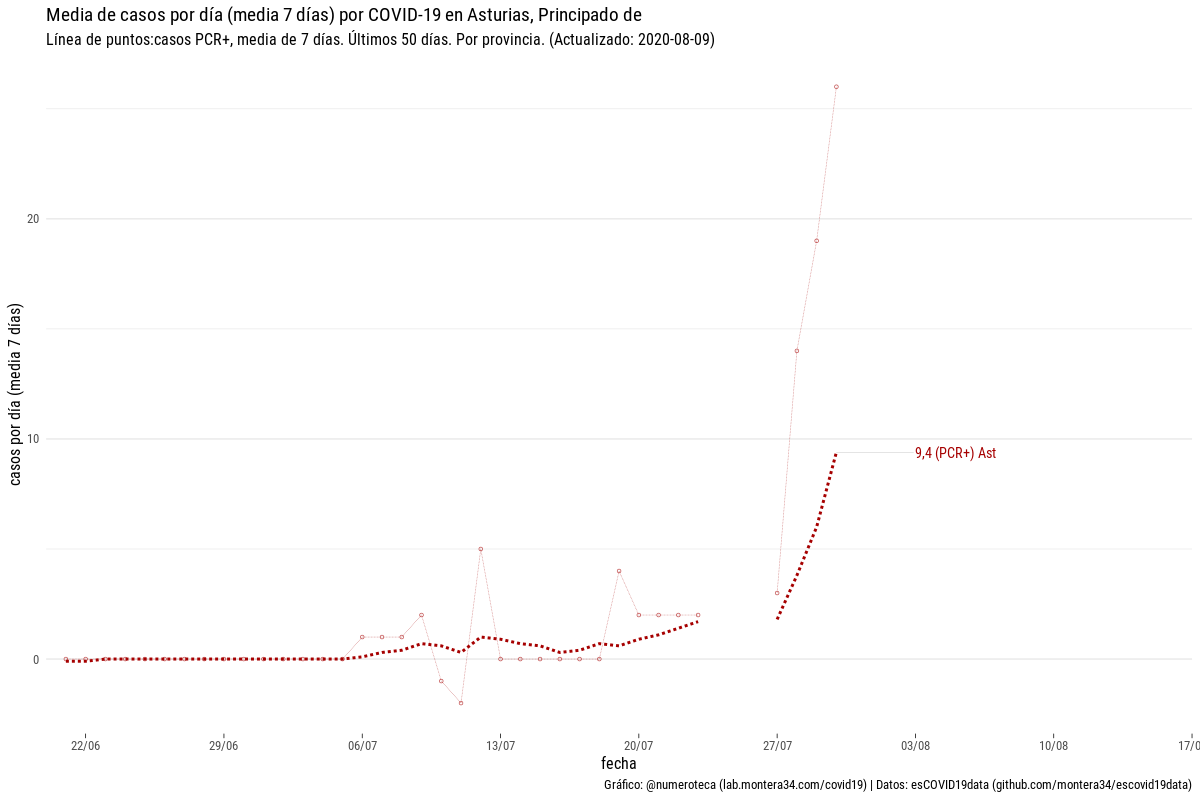 Media de casos por día (media 7 días) por COVID-19 en Asturias, Principado de
Línea de puntos:casos PCR+, media de 7 días. Últimos 50 días. Por provincia. (Actualizado: 2020-08-09)
casos por día (media 7 días)
20
10
0
9,4 (PCR+) Ast
22/06
29/06
06/07
13/07
20/07
27/07
03/08
10/08
17/0
fecha
Gráfico: @numeroteca (lab.montera34.com/covid19) | Datos: esCOVID19data (github.com/montera34/escovid19data)